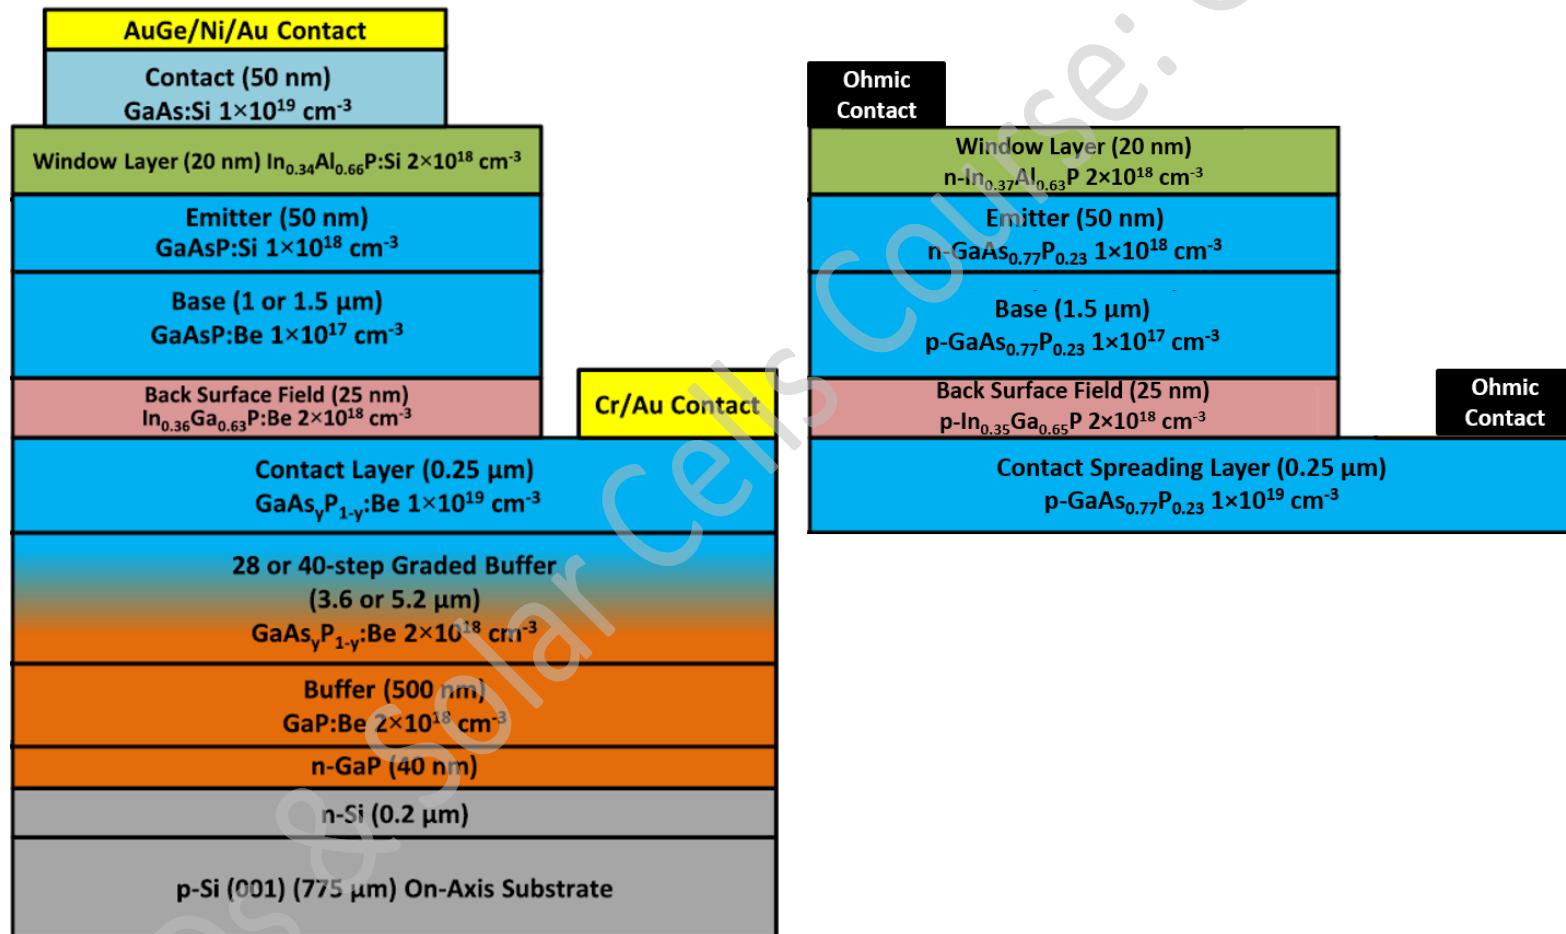 AuGe/Ni/Au Contact
Contact (50 nm)
GaAs:Si 1×10¹⁹ cm⁻³
Window Layer (20 nm) In₀.₃₄Al₀.₆₆P:Si 2×10¹⁸ cm⁻³
Emitter (50 nm)
GaAsP:Si 1×10¹⁸ cm⁻³
Base (1 or 1.5 µm)
GaAsP:Be 1×10¹⁷ cm⁻³
Back Surface Field (25 nm)
In₀.₃₆Ga₀.₆₃P:Be 2×10¹⁸ cm⁻³
Cr/Au Contact
Contact Layer (0.25 µm)
GaAsᵧP₁₋ᵧ:Be 1×10¹⁹ cm⁻³
28 or 40-step Graded Buffer
(3.6 or 5.2 µm)
GaAsᵧP₁₋ᵧ:Be 2×10¹⁸ cm⁻³
Buffer (500 nm)
GaP:Be 2×10¹⁸ cm⁻³
n-GaP (40 nm)
n-Si (0.2 µm)
p-Si (001) (775 µm) On-Axis Substrate
Ohmic
Contact
Window Layer (20 nm)
n-In₀.₃₇Al₀.₆₃P 2×10¹⁸ cm⁻³
Emitter (50 nm)
n-GaAs₀.₇₇P₀.₂₃ 1×10¹⁸ cm⁻³
Base (1.5 µm)
p-GaAs₀.₇₇P₀.₂₃ 1×10¹⁷ cm⁻³
Back Surface Field (25 nm)
p-In₀.₃₅Ga₀.₆₅P 2×10¹⁸ cm⁻³
Ohmic
Contact
Contact Spreading Layer (0.25 µm)
p-GaAs₀.₇₇P₀.₂₃ 1×10¹⁹ cm⁻³
& Solar Cells Course: